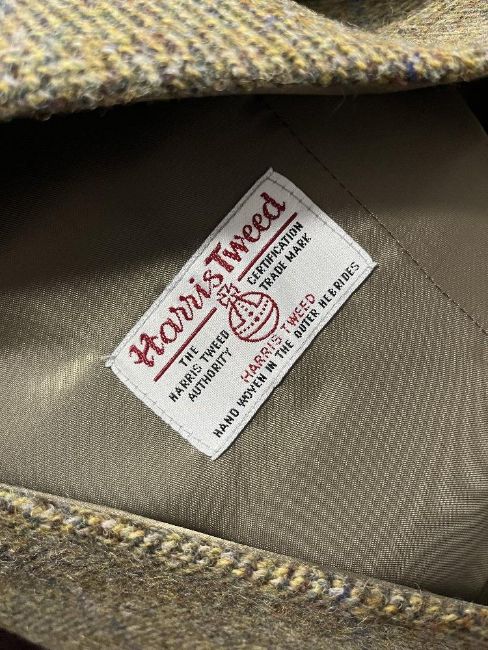 Harris Tweed
THE
HARRIS TWEED
AUTHORITY
CERTIFICATION
TRADE MARK
HARRIS TWEED
HAND WOVEN IN THE OUTER HEBRIDES